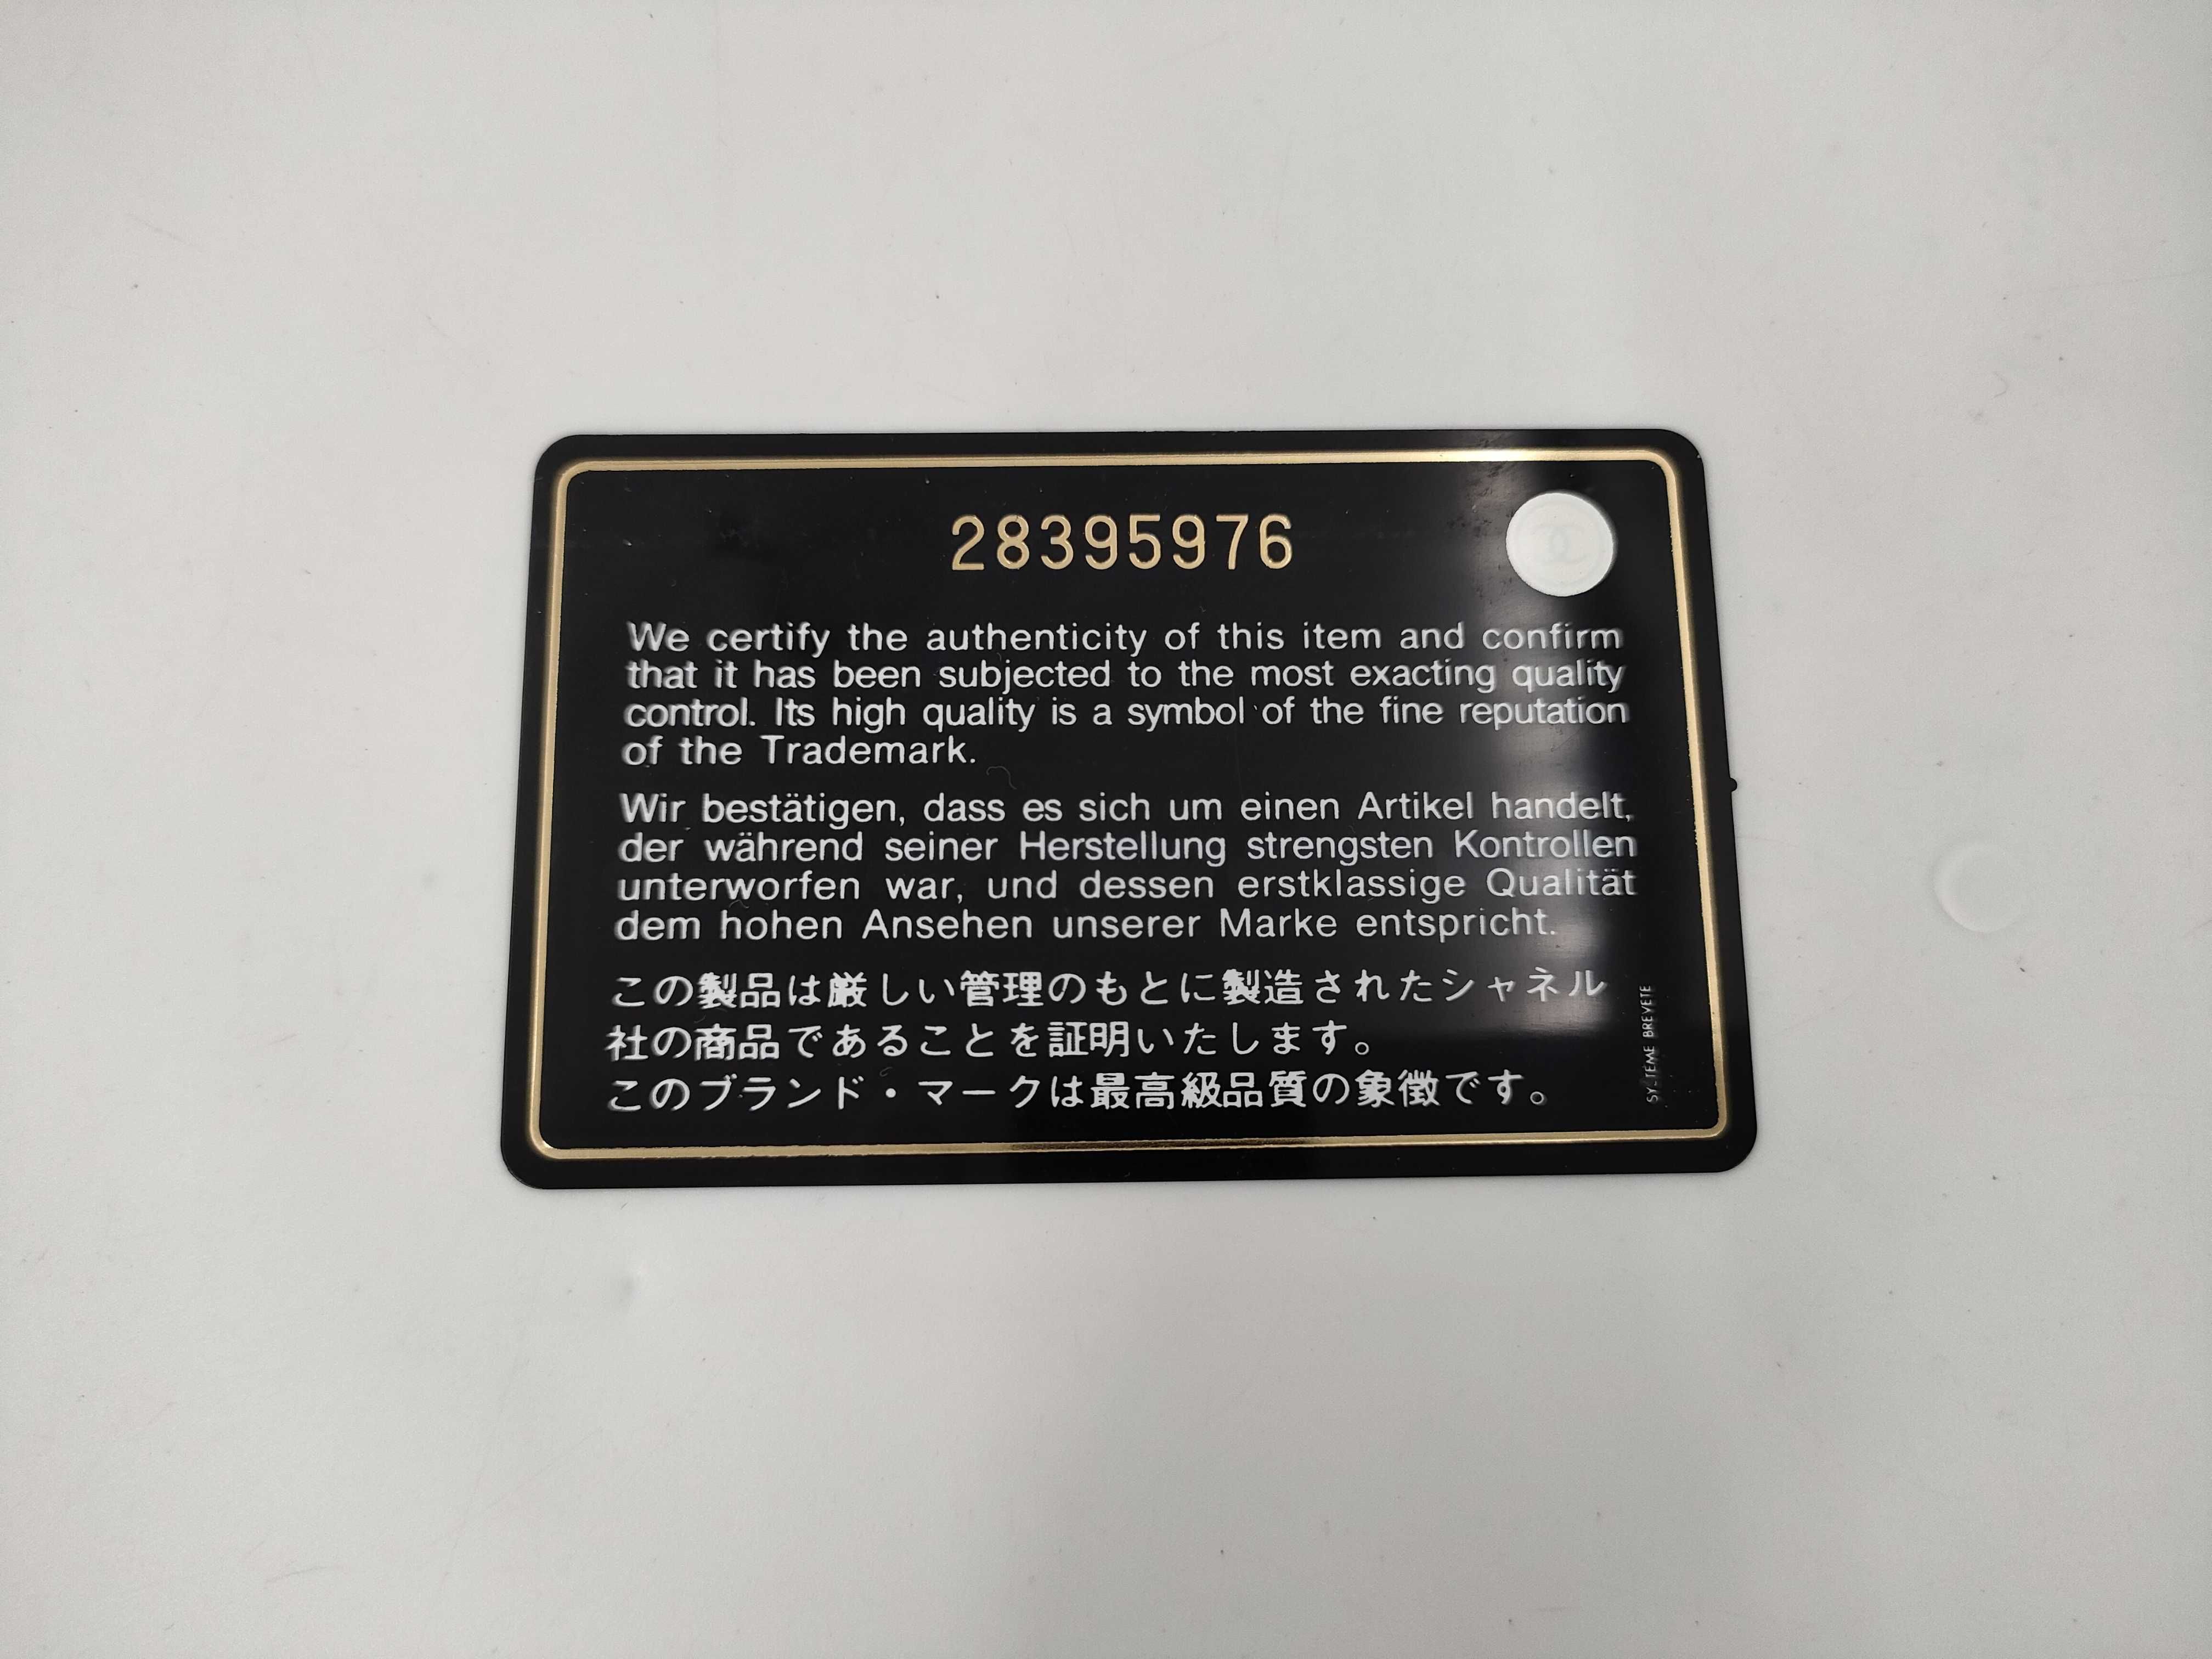 28395976
We certify the authenticity of this item and confirm
that it has been subjected to the most exacting quality
control. Its high quality is a symbol of the fine reputation
of the Trademark.
Wir bestätigen, dass es sich um einen Artikel handelt,
der während seiner Herstellung strengsten Kontrollen
unterworfen war, und dessen erstklassige Qualität
dem hohen Ansehen unserer Marke entspricht.
この製品は厳しい管理のもとに製造されたシャネル
社の商品であることを証明いたします。
このブランド・マークは最高級品質の象徴です。
SYSTEME BREVETE